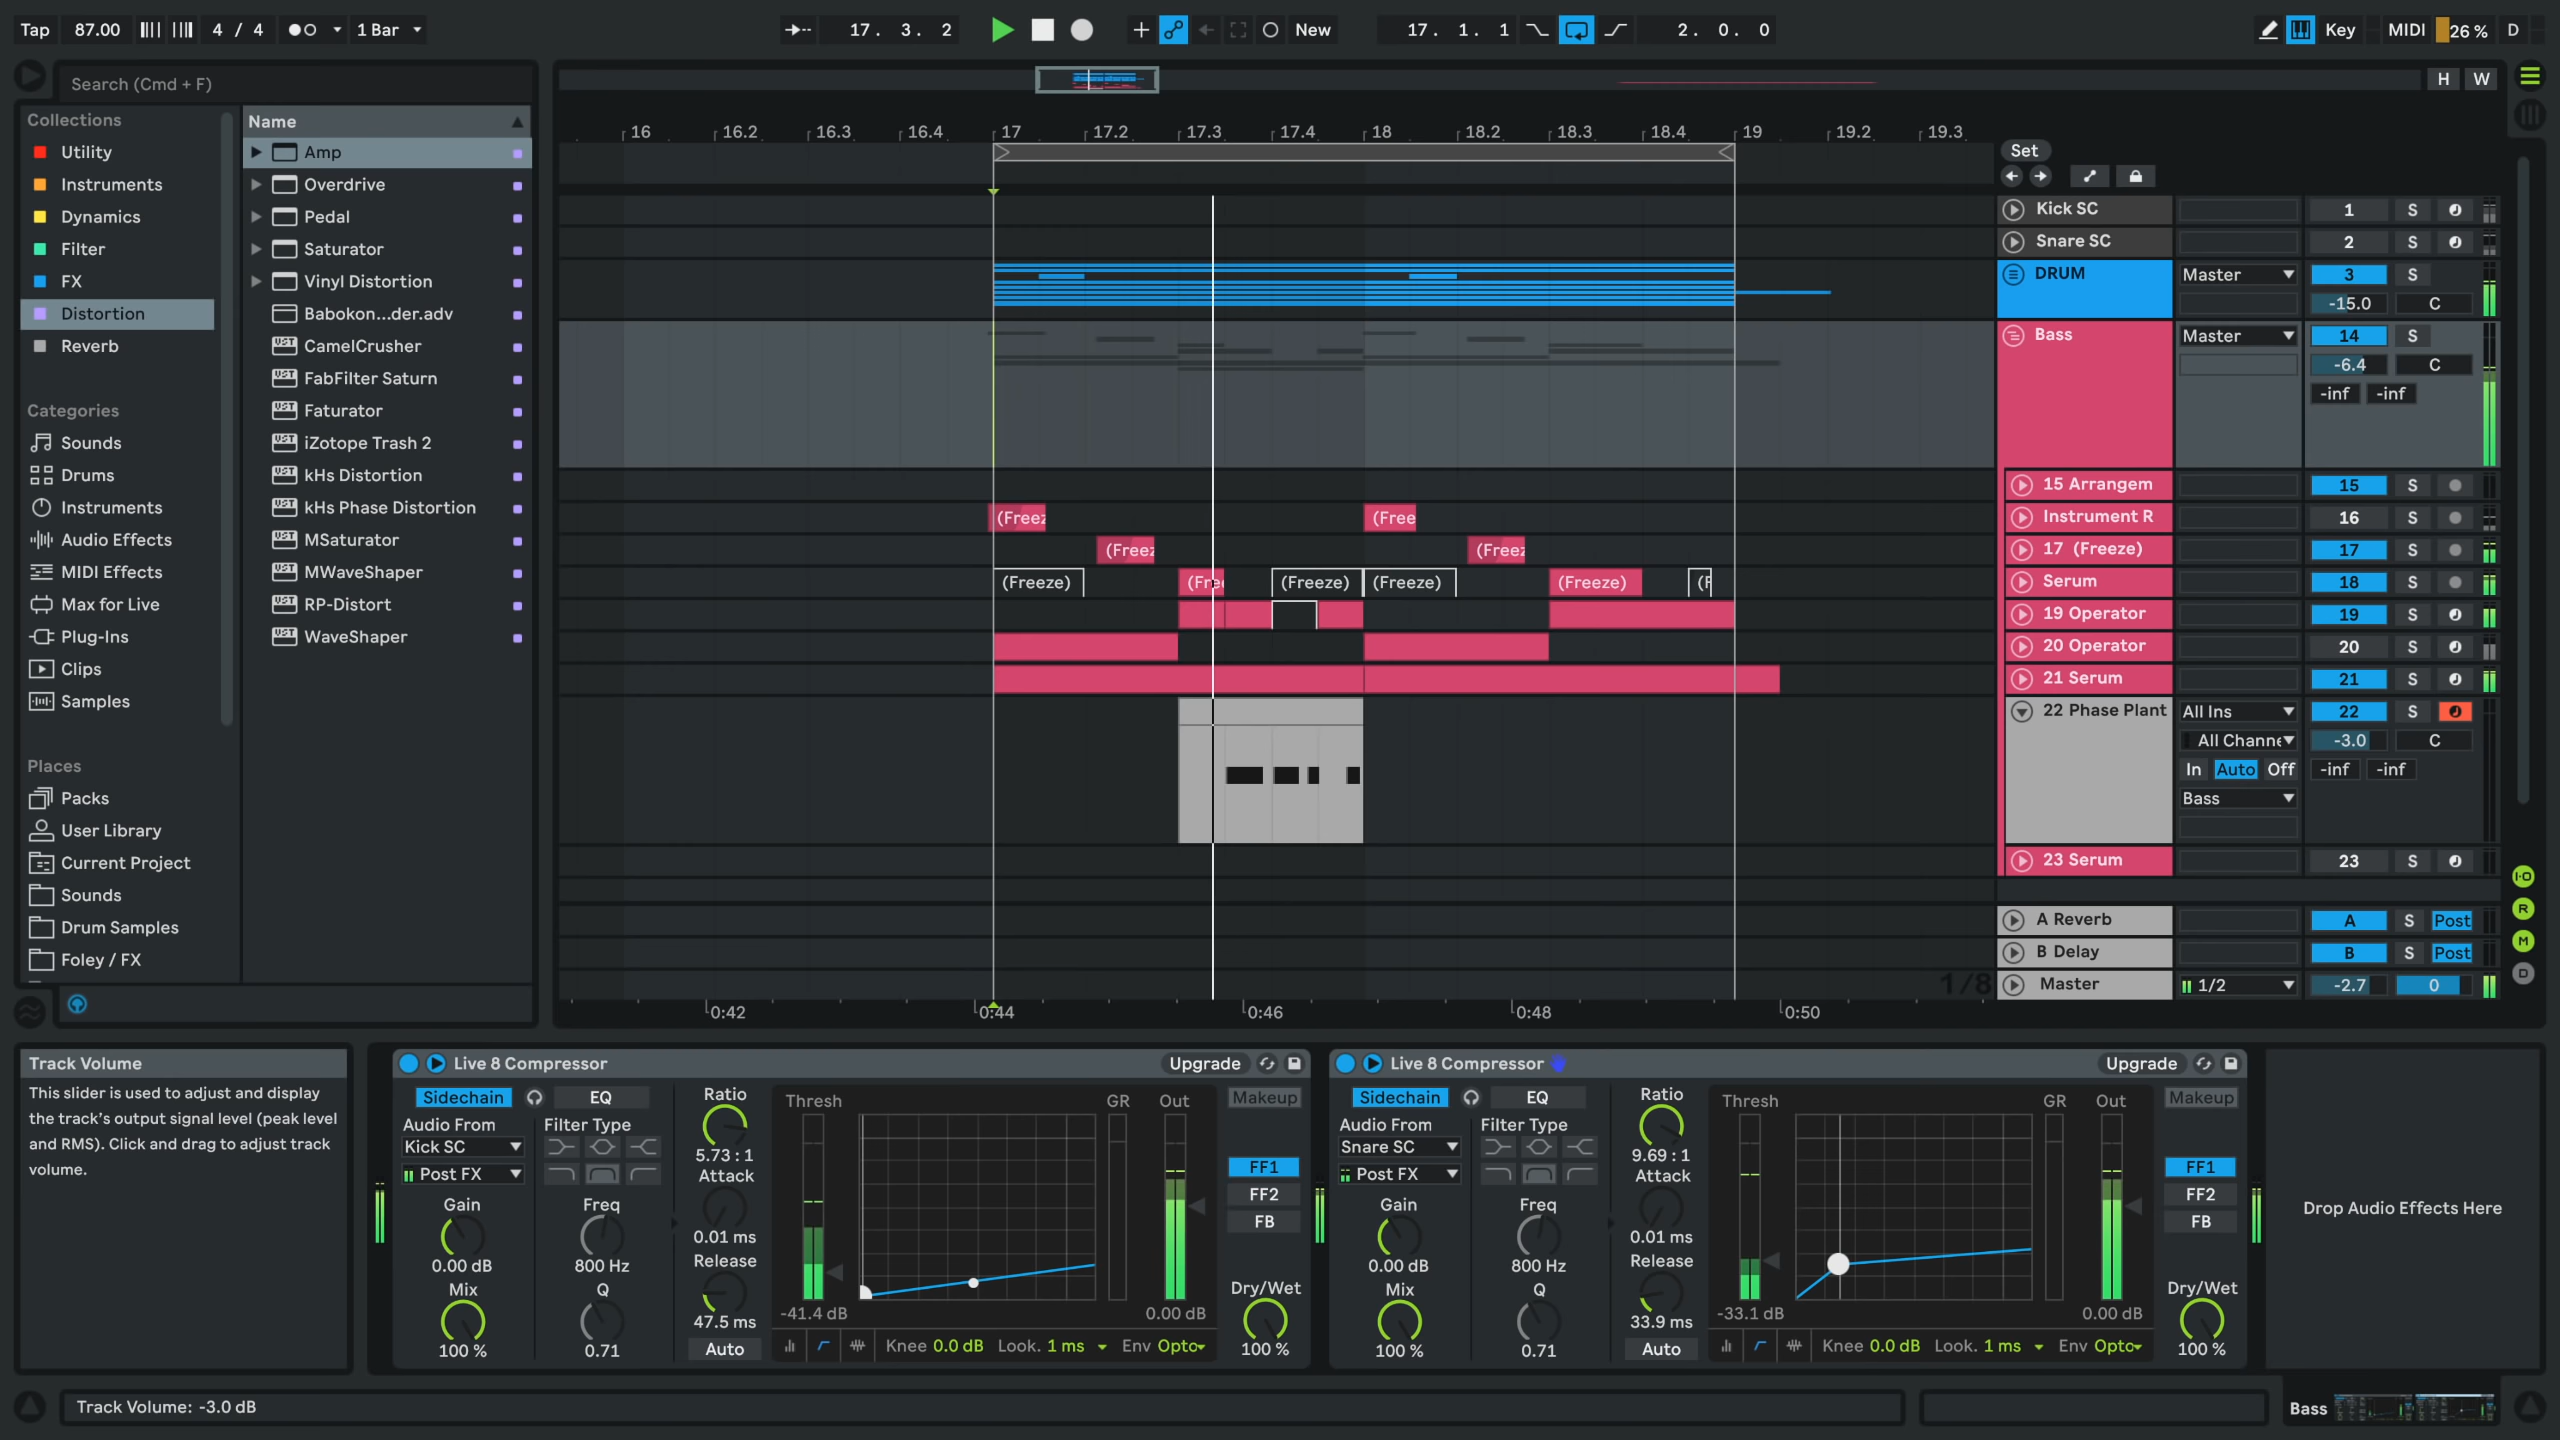 Tap 87.00 4 / 4 1 Bar 17. 3. 2 New 17. 1. 1 2. 0. 0 Key MIDI 26 % D
Search (Cmd + F)
H W
Collections
Utility
Instruments
Dynamics
Filter
FX
Distortion
Reverb
Categories
Sounds
Drums
Instruments
Audio Effects
MIDI Effects
Max for Live
Plug-Ins
Clips
Samples
Places
Packs
User Library
Current Project
Sounds
Drum Samples
Foley / FX
Name
Amp
Overdrive
Pedal
Saturator
Vinyl Distortion
Babokon...der.adv
CamelCrusher
FabFilter Saturn
Faturator
iZotope Trash 2
kHs Distortion
kHs Phase Distortion
MSaturator
MWaveShaper
RP-Distort
WaveShaper
16 16.2 16.3 16.4 17 17.2 17.3 17.4 18 18.2 18.3 18.4 19 19.2 19.3
Set
Kick SC 1 S
Snare SC 2 S
DRUM Master 3 S
-15.0 C
Bass Master 14 S
-6.4 C
-inf -inf
15 Arrangem 15 S
(Freez (Free Instrument R 16 S
(Freez (Freez 17 (Freeze) 17 S
(Freeze) (Free (Freeze) (Freeze) (Freeze) (F Serum 18 S
19 Operator 19 S
20 Operator 20 S
21 Serum 21 S
22 Phase Plant All Ins 22 S
All Channe -3.0 C
In Auto Off -inf -inf
Bass
23 Serum 23 S
A Reverb A S Post
B Delay B S Post
1/8 Master 1/2 -2.7 0
0:42 0:44 0:46 0:48 0:50
I-O
R
M
D
Track Volume
This slider is used to adjust and display
the track's output signal level (peak level
and RMS). Click and drag to adjust track
volume.
Live 8 Compressor Upgrade
Sidechain EQ
Audio From Filter Type
Kick SC
Post FX
Gain Freq
0.00 dB 800 Hz
Mix Q
100 % 0.71
Ratio
5.73 : 1
Attack
0.01 ms
Release
47.5 ms
Auto
Thresh GR Out
-41.4 dB 0.00 dB
Knee 0.0 dB Look. 1 ms Env Opto
Makeup
FF1
FF2
FB
Dry/Wet
100 %
Live 8 Compressor Upgrade
Sidechain EQ
Audio From Filter Type
Snare SC
Post FX
Gain Freq
0.00 dB 800 Hz
Mix Q
100 % 0.71
Ratio
9.69 : 1
Attack
0.01 ms
Release
33.9 ms
Auto
Thresh GR Out
-33.1 dB 0.00 dB
Knee 0.0 dB Look. 1 ms Env Opto
Makeup
FF1
FF2
FB
Dry/Wet
100 %
Drop Audio Effects Here
Track Volume: -3.0 dB
Bass